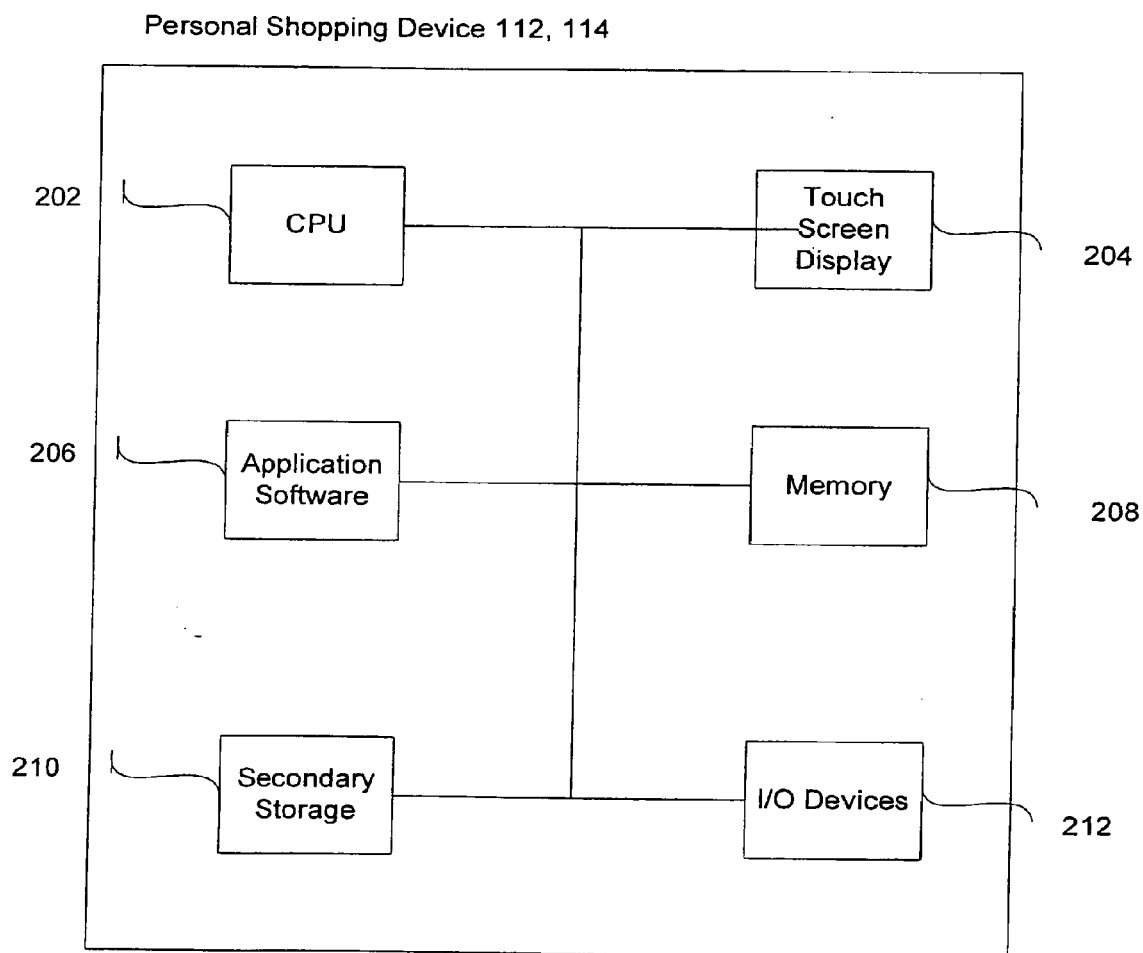 Personal Shopping Device 112, 114
202
CPU
Touch
Screen
Display
204
206
Application
Software
Memory
208
210
Secondary
Storage
I/O Devices
212